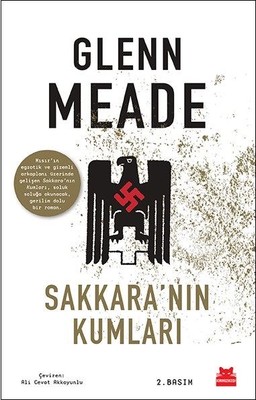 GLENN
MEADE
Mısır'ın
egzotik ve gizemli
arkaplanı üzerinde
gelişen Sakkara'nın
Kumları, soluk
soluğa okunacak,
gerilim dolu
bir roman.
SAKKARA'NIN
KUMLARI
Çeviren:
Ali Cevat Akkoyunlu
2. BASIM